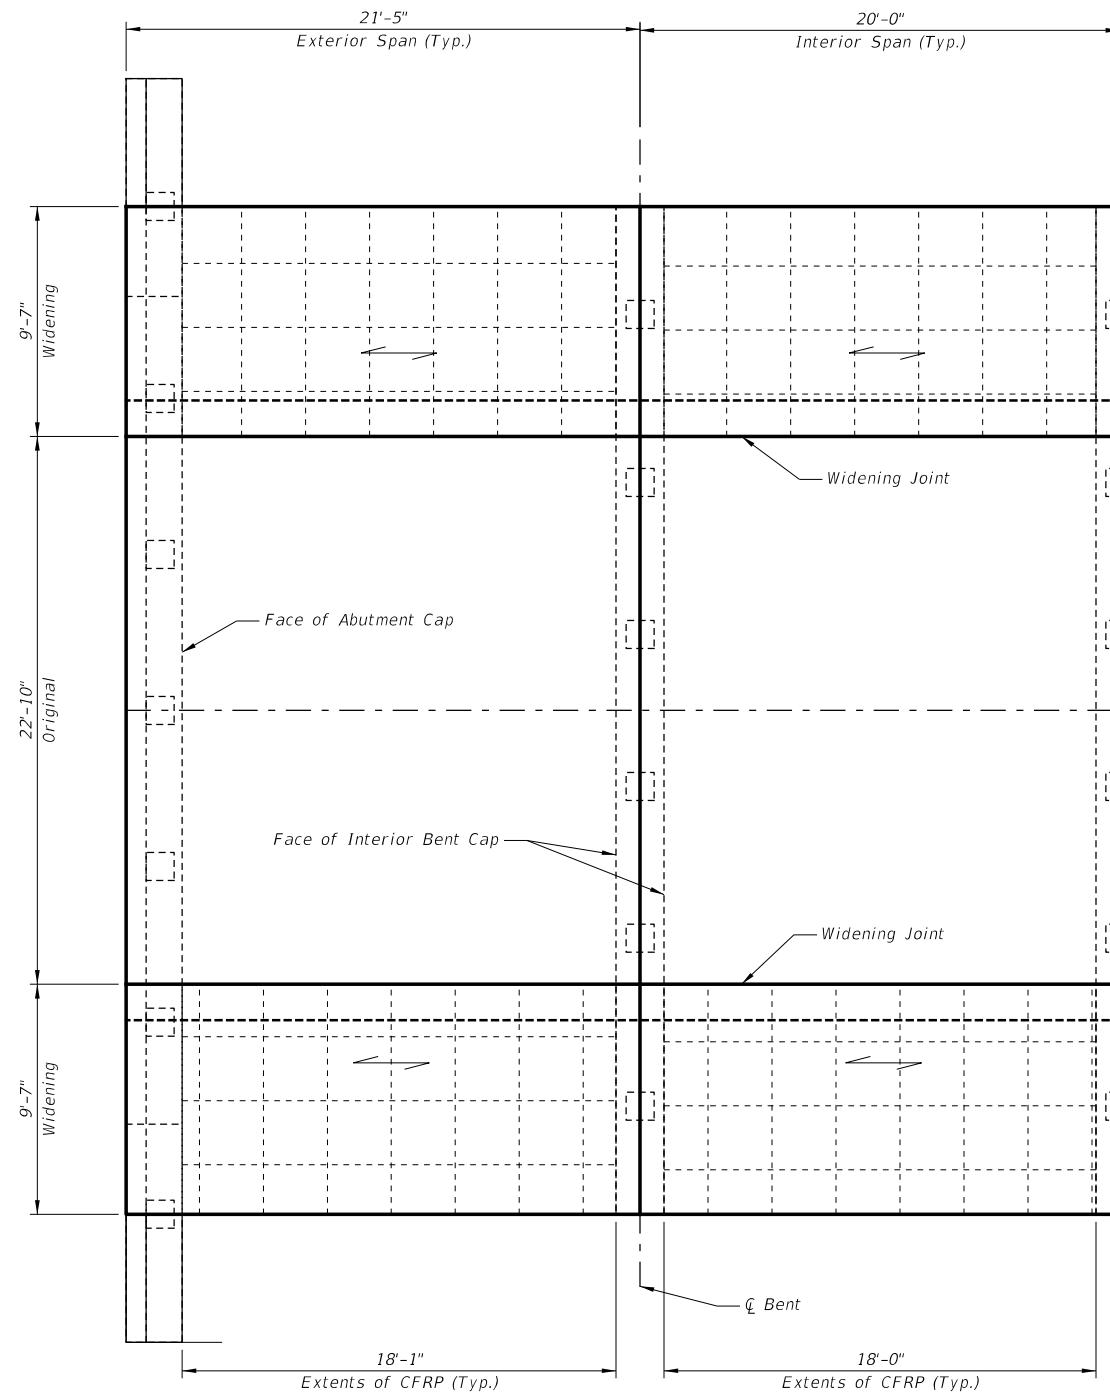 21'-5"
Exterior Span (Typ.)
20'-0"
Interior Span (Typ.)
9'-7"
Widening
Widening Joint
Face of Abutment Cap
22'-10"
Original
Face of Interior Bent Cap
Widening Joint
9'-7"
Widening
℄ Bent
18'-1"
Extents of CFRP (Typ.)
18'-0"
Extents of CFRP (Typ.)